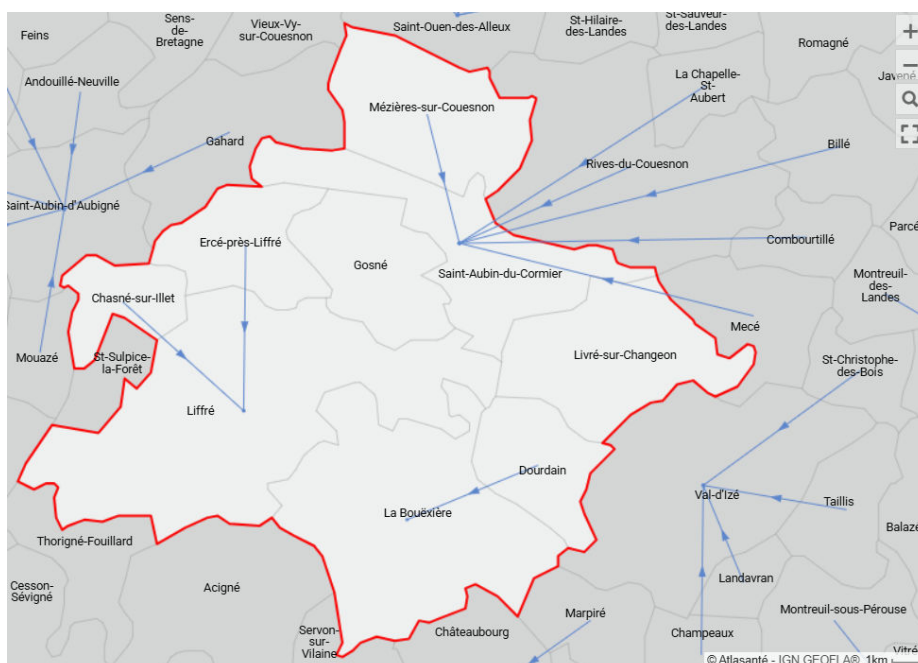 Sens-
de-
Bretagne
Vieux-Vy
-sur-Couesnon
Saint-Ouen-des-Alleux
St-Hilaire
-des-Landes
St-Sauveur
-des-Landes
Feins
Romagné
+
−
Andouillé-Neuville
La Chapelle-
St-
Aubert
Javené
Mézières-sur-Couesnon
Gahard
Rives-du-Couesnon
Billé
Saint-Aubin-d'Aubigné
Parcé
Ercé-près-Liffré
Combourtillé
Gosné
Saint-Aubin-du-Cormier
Montreuil
-des-
Landes
Chasné-sur-Illet
Mecé
Mouazé
St-Sulpice-
la-Forêt
Livré-sur-Changeon
St-Christophe
-des-Bois
Liffré
Dourdain
Val-d'Izé
Taillis
La Bouëxière
Balazé
Thorigné-Fouillard
Cesson-
Sévigné
Acigné
Landavran
Marpiré
Montreuil-sous-Pérouse
Servon-
sur-
Vilaine
Châteaubourg
Champeaux
Vitré
© Atlasanté - IGN GEOFLA®
1km